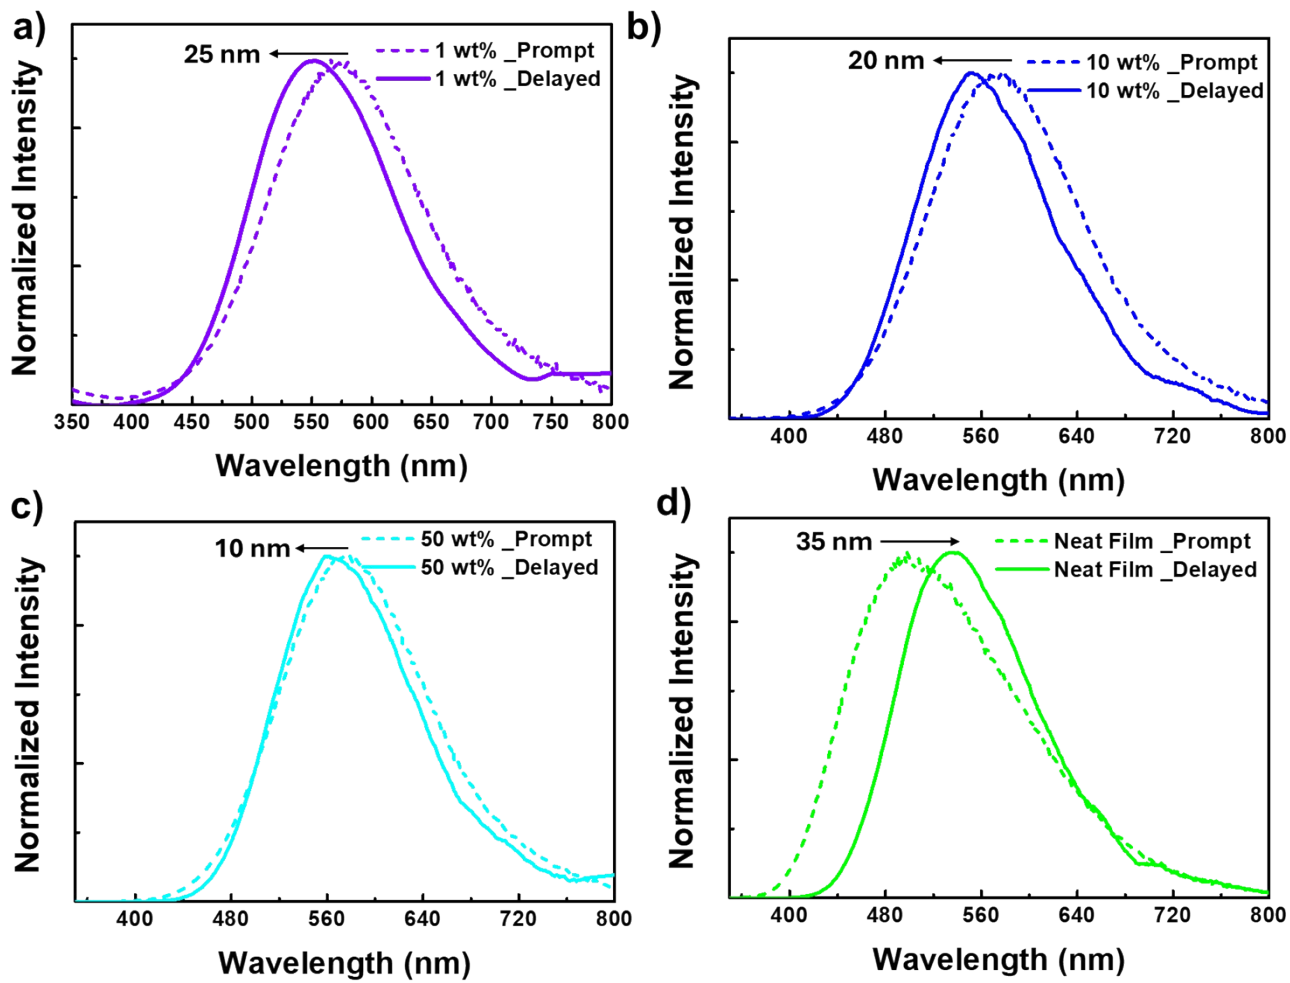 a)
25 nm
1 wt% _Prompt
1 wt% _Delayed
Normalized Intensity
350 400 450 500 550 600 650 700 750 800
Wavelength (nm)
b)
20 nm
10 wt% _Prompt
10 wt% _Delayed
Normalized Intensity
400 480 560 640 720 800
Wavelength (nm)
c)
10 nm
50 wt% _Prompt
50 wt% _Delayed
Normalized Intensity
400 480 560 640 720 800
Wavelength (nm)
d)
35 nm
Neat Film _Prompt
Neat Film _Delayed
Normalized Intensity
400 480 560 640 720 800
Wavelength (nm)